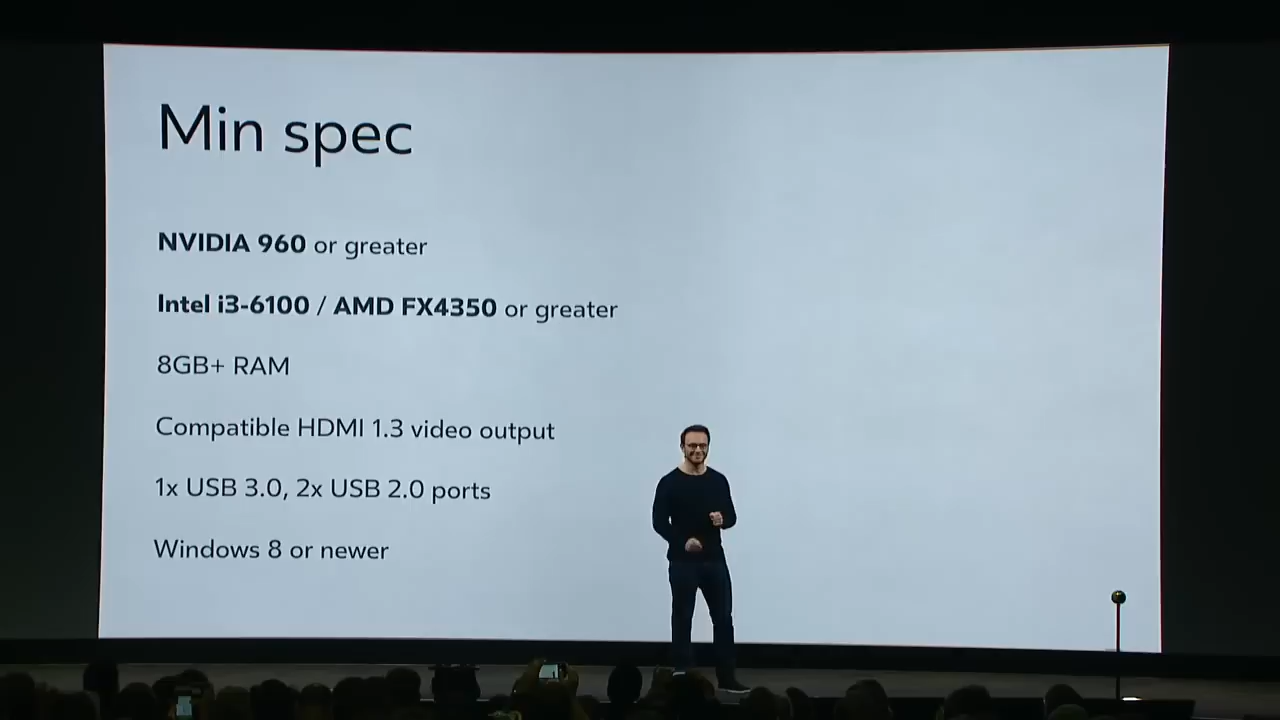 Min spec
NVIDIA 960 or greater
Intel i3-6100 / AMD FX4350 or greater
8GB+ RAM
Compatible HDMI 1.3 video output
1x USB 3.0, 2x USB 2.0 ports
Windows 8 or newer